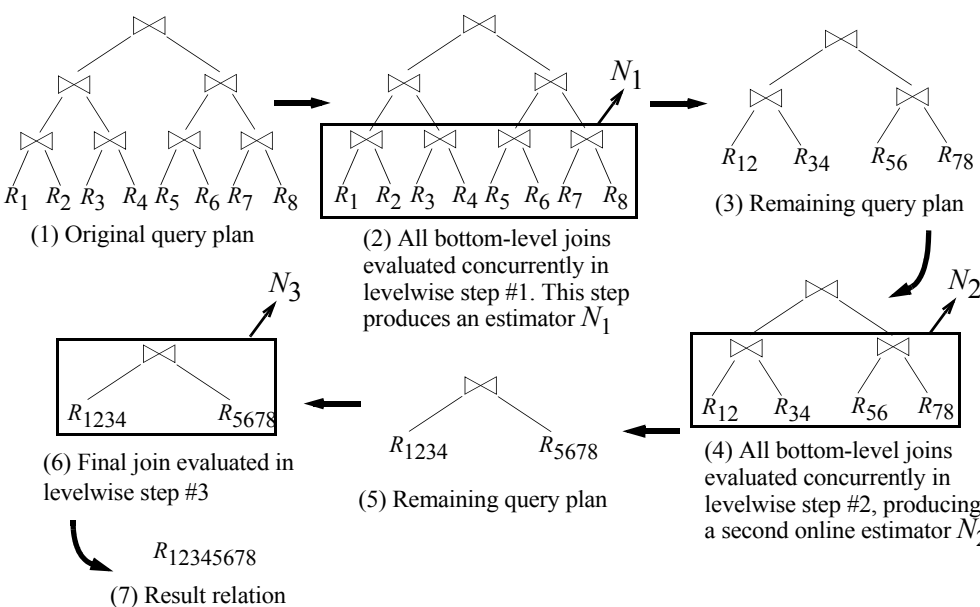 N1
R1 R2 R3 R4 R5 R6 R7 R8
(1) Original query plan
R1 R2 R3 R4 R5 R6 R7 R8
(2) All bottom-level joins
evaluated concurrently in
levelwise step #1. This step
produces an estimator N1
R12 R34 R56 R78
(3) Remaining query plan
N2
R12 R34 R56 R78
(4) All bottom-level joins
evaluated concurrently in
levelwise step #2, producing
a second online estimator N2
R1234 R5678
(5) Remaining query plan
N3
R1234 R5678
(6) Final join evaluated in
levelwise step #3
R12345678
(7) Result relation